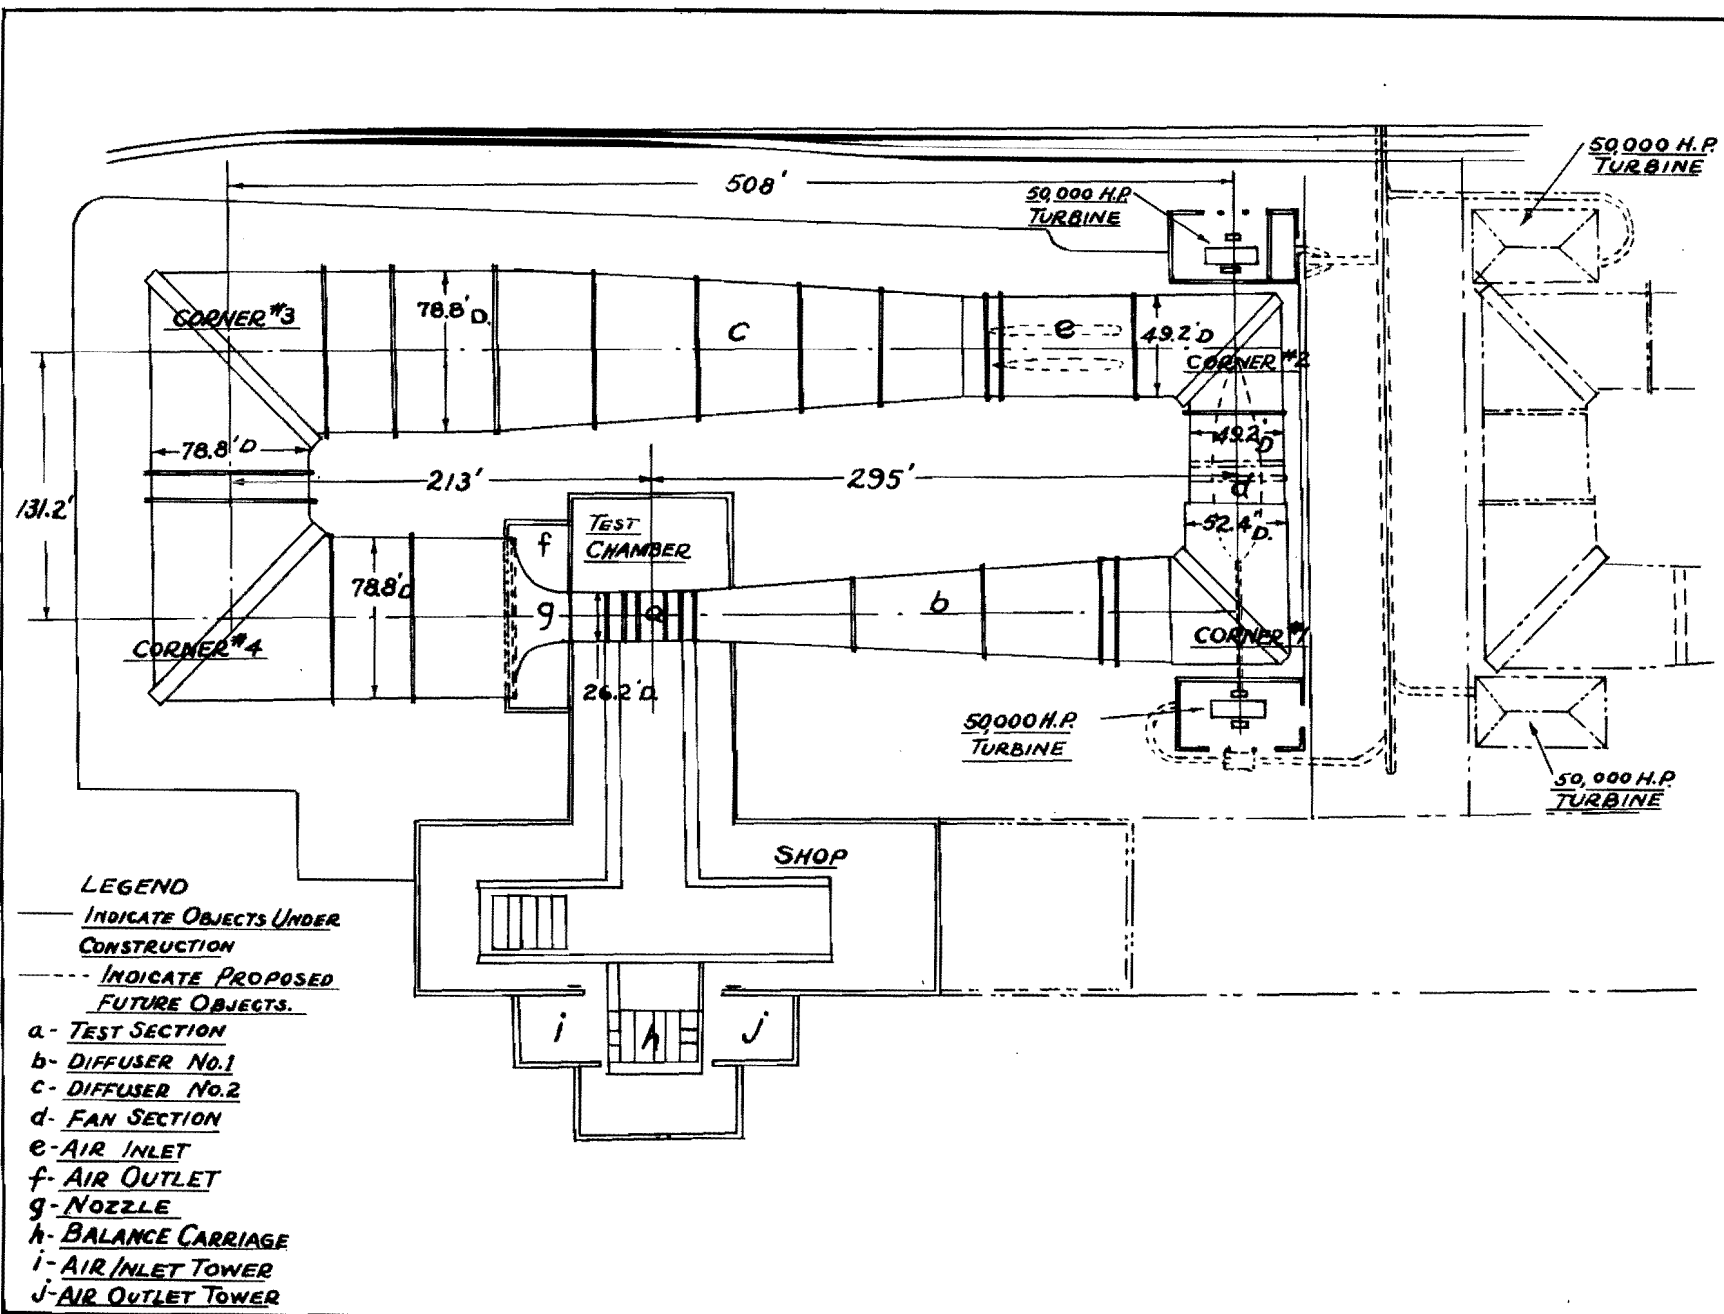 50,000 H.P.
TURBINE
508'
50,000 H.P.
TURBINE
CORNER #3
78.8' D.
c
e
49.2' D
CORNER #2
78.8' D
49.2' D
213'
295'
d
131.2'
52.4" D.
TEST
CHAMBER
f
78.8' D
g
a
b
CORNER #4
CORNER #1
26.2' D.
50,000 H.P.
TURBINE
50,000 H.P.
TURBINE
SHOP
LEGEND
INDICATE OBJECTS UNDER
CONSTRUCTION
INDICATE PROPOSED
FUTURE OBJECTS.
i
h
j
a- TEST SECTION
b- DIFFUSER NO.1
c- DIFFUSER NO.2
d- FAN SECTION
e- AIR INLET
f- AIR OUTLET
g- NOZZLE
h- BALANCE CARRIAGE
i- AIR INLET TOWER
j- AIR OUTLET TOWER